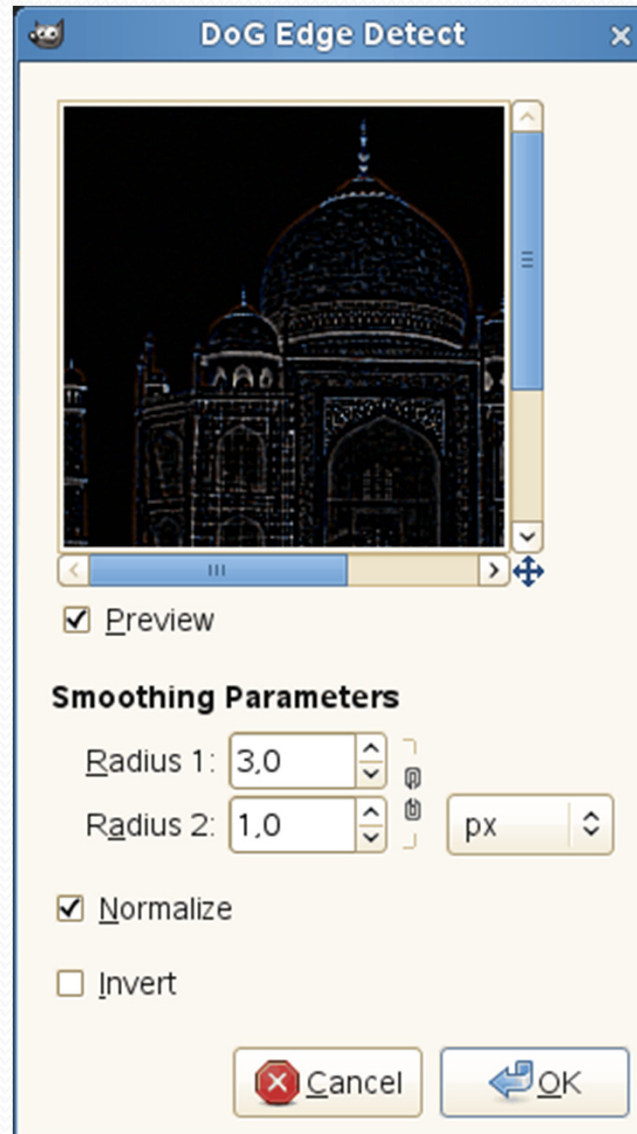 DoG Edge Detect
Preview
Smoothing Parameters
Radius 1: 3,0
Radius 2: 1,0
px
Normalize
Invert
Cancel OK